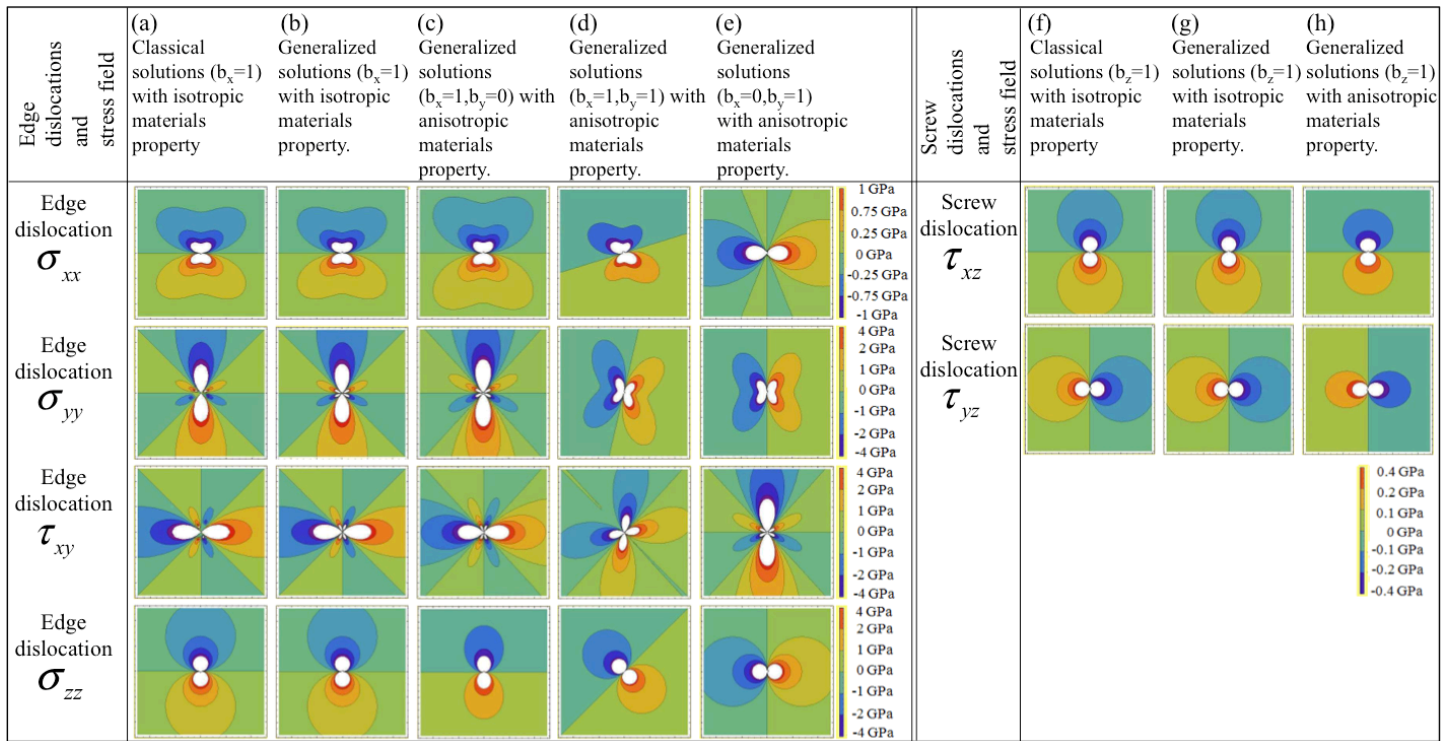 Edge
dislocations
and
stress field
(a)
Classical
solutions (bx=1)
with isotropic
materials
property
(b)
Generalized
solutions (bx=1)
with isotropic
materials
property.
(c)
Generalized
solutions
(bx=1,by=0) with
anisotropic
materials
property.
(d)
Generalized
solutions
(bx=1,by=1) with
anisotropic
materials
property.
(e)
Generalized
solutions
(bx=0,by=1)
with anisotropic
materials
property.
Screw
dislocations
and
stress field
(f)
Classical
solutions (bz=1)
with isotropic
materials
property
(g)
Generalized
solutions (bz=1)
with isotropic
materials
property.
(h)
Generalized
solutions (bz=1)
with anisotropic
materials
property.
Edge
dislocation
σxx
1 GPa
0.75 GPa
0.25 GPa
0 GPa
-0.25 GPa
-0.75 GPa
-1 GPa
Screw
dislocation
τxz
Edge
dislocation
σyy
4 GPa
2 GPa
1 GPa
0 GPa
-1 GPa
-2 GPa
-4 GPa
Screw
dislocation
τyz
Edge
dislocation
τxy
4 GPa
2 GPa
1 GPa
0 GPa
-1 GPa
-2 GPa
-4 GPa
0.4 GPa
0.2 GPa
0.1 GPa
0 GPa
-0.1 GPa
-0.2 GPa
-0.4 GPa
Edge
dislocation
σzz
4 GPa
2 GPa
1 GPa
0 GPa
-1 GPa
-2 GPa
-4 GPa